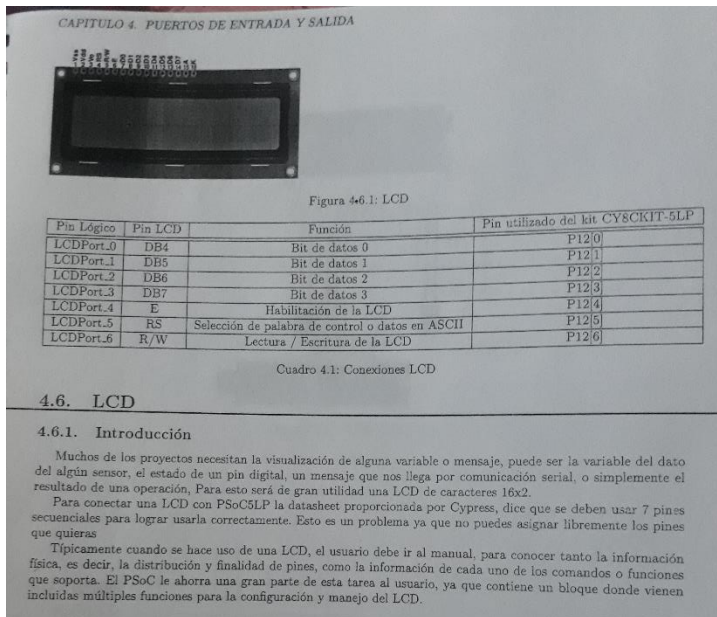 CAPITULO 4. PUERTOS DE ENTRADA Y SALIDA
Figura 4.6.1: LCD
Pin Lógico Pin LCD Función Pin utilizado del kit CY8CKIT-5LP
LCDPort_0 DB4 Bit de datos 0 P12[0]
LCDPort_1 DB5 Bit de datos 1 P12[1]
LCDPort_2 DB6 Bit de datos 2 P12[2]
LCDPort_3 DB7 Bit de datos 3 P12[3]
LCDPort_4 E Habilitación de la LCD P12[4]
LCDPort_5 RS Selección de palabra de control o datos en ASCII P12[5]
LCDPort_6 R/W Lectura / Escritura de la LCD P12[6]
Cuadro 4.1: Conexiones LCD
4.6. LCD
4.6.1. Introducción
Muchos de los proyectos necesitan la visualización de alguna variable o mensaje, puede ser la variable del dato
del algún sensor, el estado de un pin digital, un mensaje que nos llega por comunicación serial, o simplemente el
resultado de una operación, Para esto será de gran utilidad una LCD de caracteres 16x2.
Para conectar una LCD con PSoC5LP la datasheet proporcionada por Cypress, dice que se deben usar 7 pines
secuenciales para lograr usarla correctamente. Esto es un problema ya que no puedes asignar libremente los pines
que quieras
Típicamente cuando se hace uso de una LCD, el usuario debe ir al manual, para conocer tanto la información
física, es decir, la distribución y finalidad de pines, como la información de cada uno de los comandos o funciones
que soporta. El PSoC le ahorra una gran parte de esta tarea al usuario, ya que contiene un bloque donde vienen
incluidas múltiples funciones para la configuración y manejo del LCD.